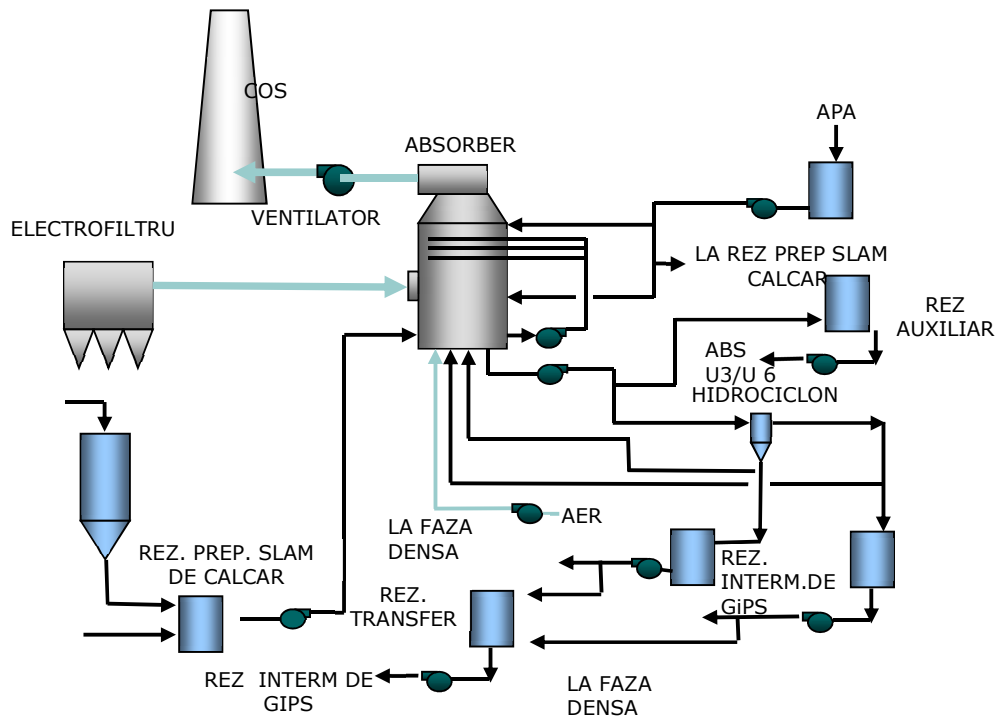 COS
APA
ABSORBER
VENTILATOR
ELECTROFILTRU
LA REZ PREP SLAM
CALCAR
REZ
AUXILIAR
ABS
U3/U 6
HIDROCICLON
AER
LA FAZA
DENSA
REZ. PREP. SLAM
DE CALCAR
REZ.
INTERM.DE
GiPS
REZ.
TRANSFER
REZ  INTERM DE
GIPS
LA FAZA
DENSA